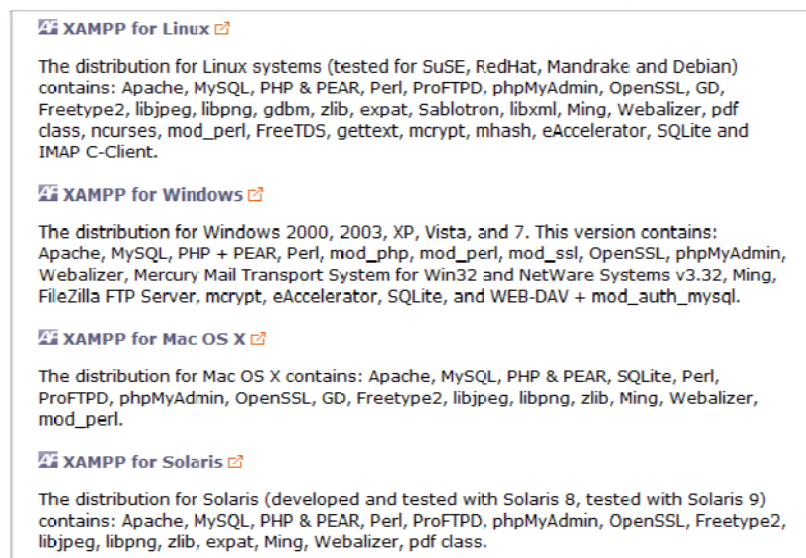 XAMPP for Linux
The distribution for Linux systems (tested for SuSE, RedHat, Mandrake and Debian)
contains: Apache, MySQL, PHP & PEAR, Perl, ProFTPD, phpMyAdmin, OpenSSL, GD,
Freetype2, libjpeg, libpng, gdbm, zlib, expat, Sablotron, libxml, Ming, Webalizer, pdf
class, ncurses, mod_perl, FreeTDS, gettext, mcrypt, mhash, eAccelerator, SQLite and
IMAP C-Client.
XAMPP for Windows
The distribution for Windows 2000, 2003, XP, Vista, and 7. This version contains:
Apache, MySQL, PHP + PEAR, Perl, mod_php, mod_perl, mod_ssl, OpenSSL, phpMyAdmin,
Webalizer, Mercury Mail Transport System for Win32 and NetWare Systems v3.32, Ming,
FileZilla FTP Server, mcrypt, eAccelerator, SQLite, and WEB-DAV + mod_auth_mysql.
XAMPP for Mac OS X
The distribution for Mac OS X contains: Apache, MySQL, PHP & PEAR, SQLite, Perl,
ProFTPD, phpMyAdmin, OpenSSL, GD, Freetype2, libjpeg, libpng, zlib, Ming, Webalizer,
mod_perl.
XAMPP for Solaris
The distribution for Solaris (developed and tested with Solaris 8, tested with Solaris 9)
contains: Apache, MySQL, PHP & PEAR, Perl, ProFTPD, phpMyAdmin, OpenSSL, Freetype2,
libjpeg, libpng, zlib, expat, Ming, Webalizer, pdf class.